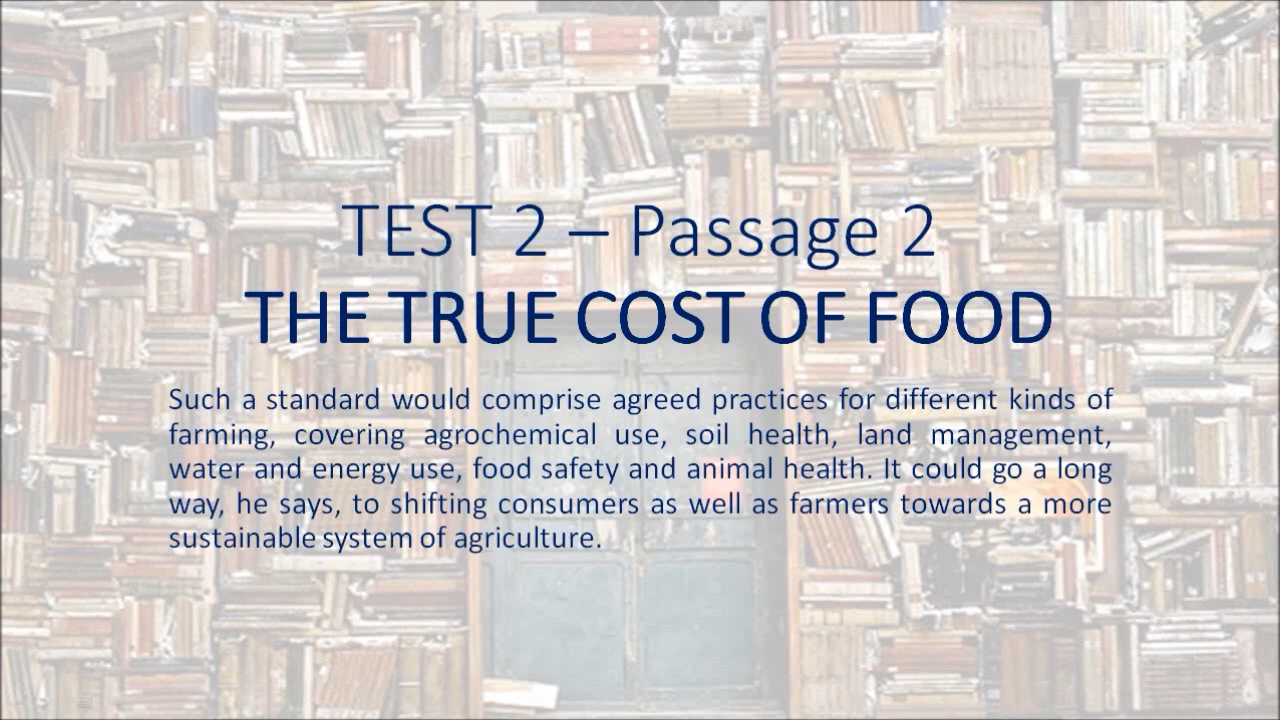 TEST 2 – Passage 2
THE TRUE COST OF FOOD
Such a standard would comprise agreed practices for different kinds of
farming, covering agrochemical use, soil health, land management,
water and energy use, food safety and animal health. It could go a long
way, he says, to shifting consumers as well as farmers towards a more
sustainable system of agriculture.